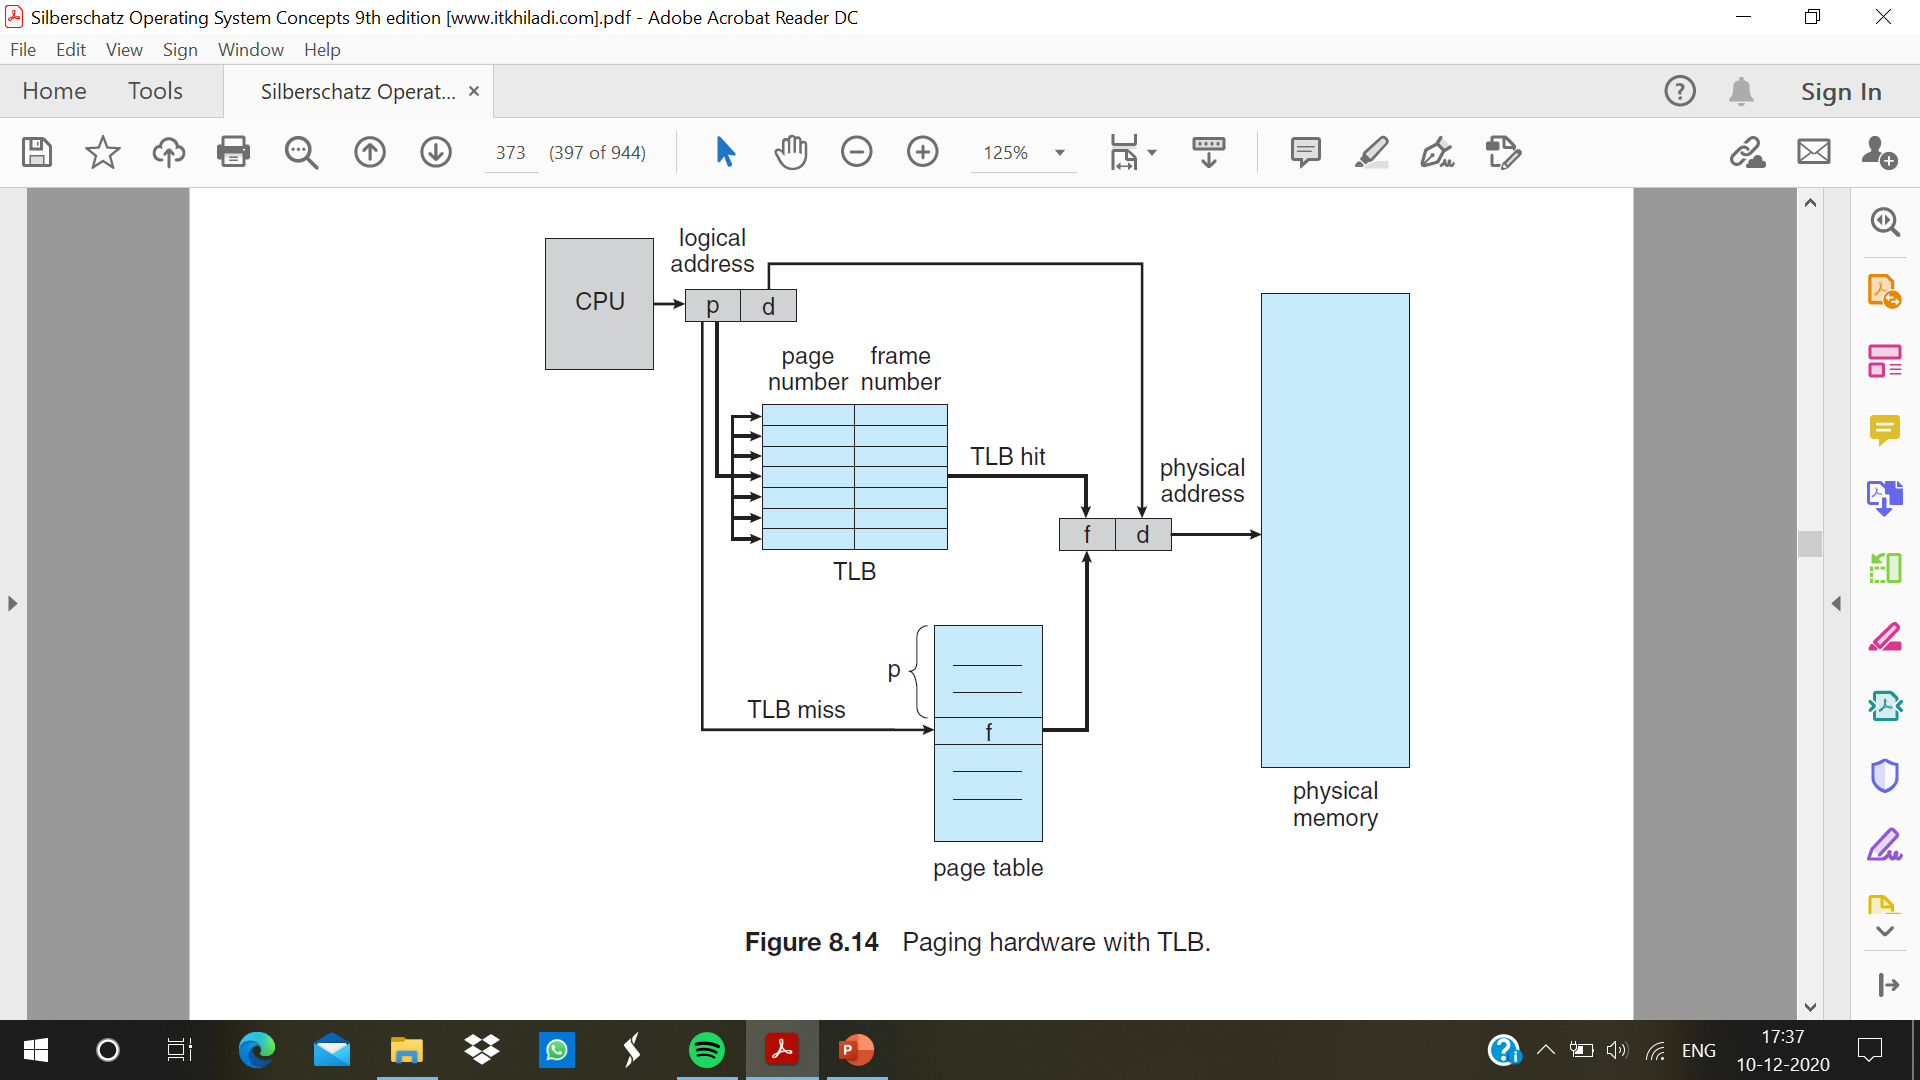 Silberschatz Operating System Concepts 9th edition [www.itkhiladi.com].pdf - Adobe Acrobat Reader DC
File Edit View Sign Window Help
Home Tools Silberschatz Operat... × Sign In
373 (397 of 944) 125%
logical
address
CPU
p d
page frame
number number
TLB hit
physical
address
f d
TLB
p
TLB miss
f
physical
memory
page table
Figure 8.14 Paging hardware with TLB.
17:37
ENG
10-12-2020